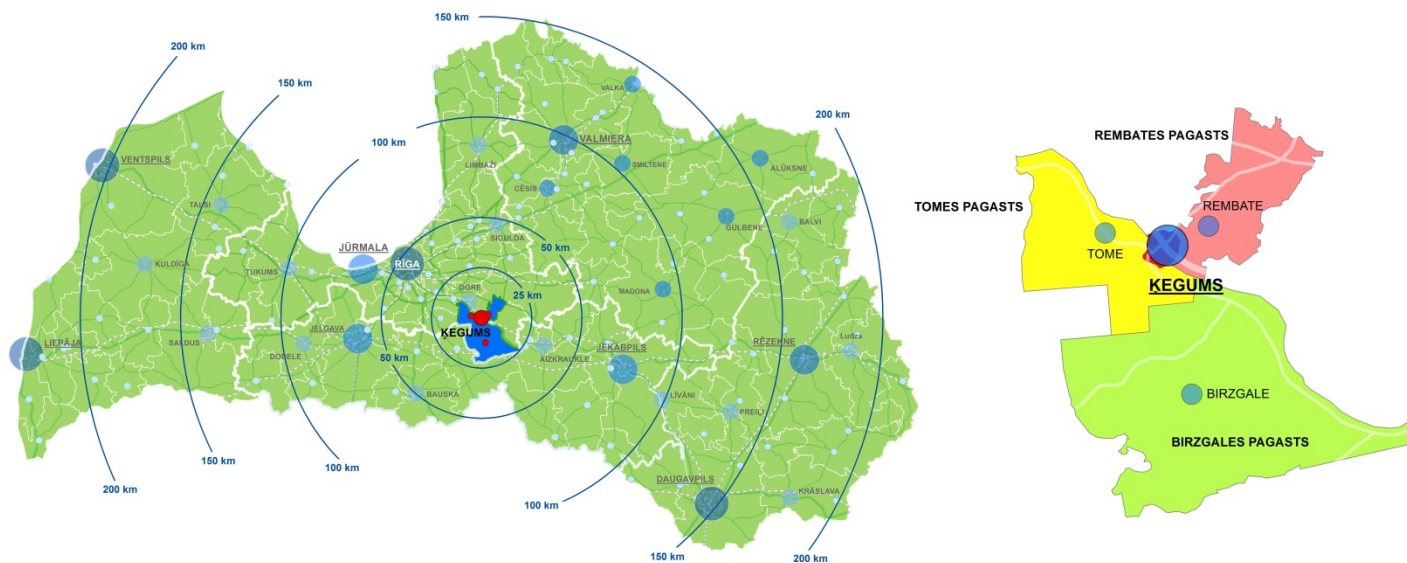 150 km
200 km
150 km
100 km
200 km
VALKA
VALMIERA
LIMBAŽI
SMILTENE
ALŪKSNE
VENTSPILS
CĒSIS
TALSI
GULBENE
BALVI
SIGULDA
JŪRMALA
50 km
KULDĪGA
TUKUMS
RĪGA
OGRE
25 km
MADONA
ĶEGUMS
LIEPĀJA
SALDUS
JELGAVA
DOBELE
50 km
AIZKRAUKLE
JĒKABPILS
RĒZEKNE
Ludza
BAUSKA
LĪVĀNI
PREIĻI
150 km
100 km
200 km
DAUGAVPILS
KRĀSLAVA
100 km
150 km
200 km
REMBATES PAGASTS
TOMES PAGASTS
REMBATE
TOME
ĶEGUMS
BIRZGALE
BIRZGALES PAGASTS